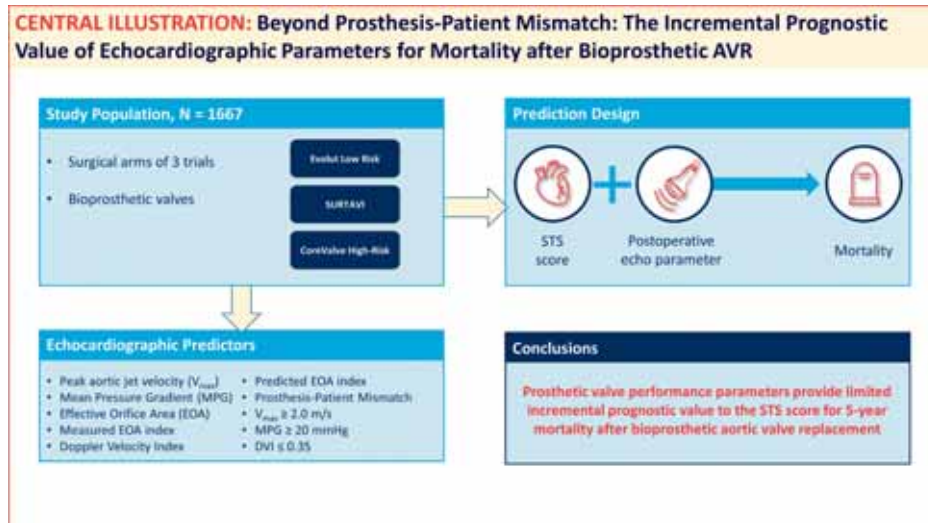 CENTRAL ILLUSTRATION: Beyond Prosthesis-Patient Mismatch: The Incremental Prognostic
Value of Echocardiographic Parameters for Mortality after Bioprosthetic AVR
Study Population, N = 1667
• Surgical arms of 3 trials
• Bioprosthetic valves
Evolut Low Risk
SURTAVI
CoreValve High-Risk
Prediction Design
STS
score
Postoperative
echo parameter
Mortality
Echocardiographic Predictors
• Peak aortic jet velocity (Vmax)
• Mean Pressure Gradient (MPG)
• Effective Orifice Area (EOA)
• Measured EOA index
• Doppler Velocity Index
• Predicted EOA index
• Prosthesis-Patient Mismatch
• Vmax ≥ 2.0 m/s
• MPG ≥ 20 mmHg
• DVI ≤ 0.35
Conclusions
Prosthetic valve performance parameters provide limited
incremental prognostic value to the STS score for 5-year
mortality after bioprosthetic aortic valve replacement